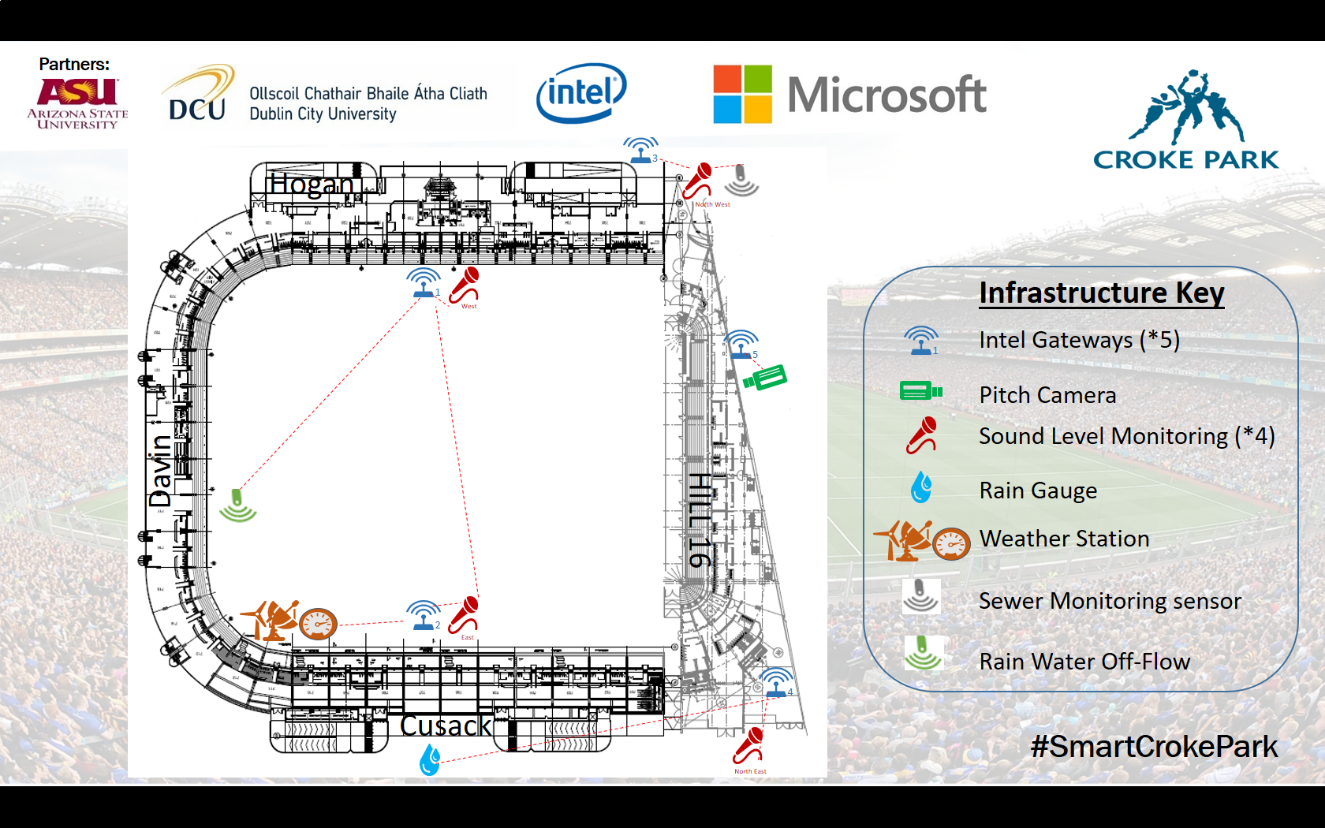 Partners:
ASU
ARIZONA STATE
UNIVERSITY
DCU
Ollscoil Chathair Bhaile Átha Cliath
Dublin City University
intel
Microsoft
CROKE PARK
Hogan
3
North West
1
West
5
Davin
HILL 16
2
East
4
Cusack
North East
Infrastructure Key
1
Intel Gateways (*5)
Pitch Camera
Sound Level Monitoring (*4)
Rain Gauge
Weather Station
Sewer Monitoring sensor
Rain Water Off-Flow
#SmartCrokePark